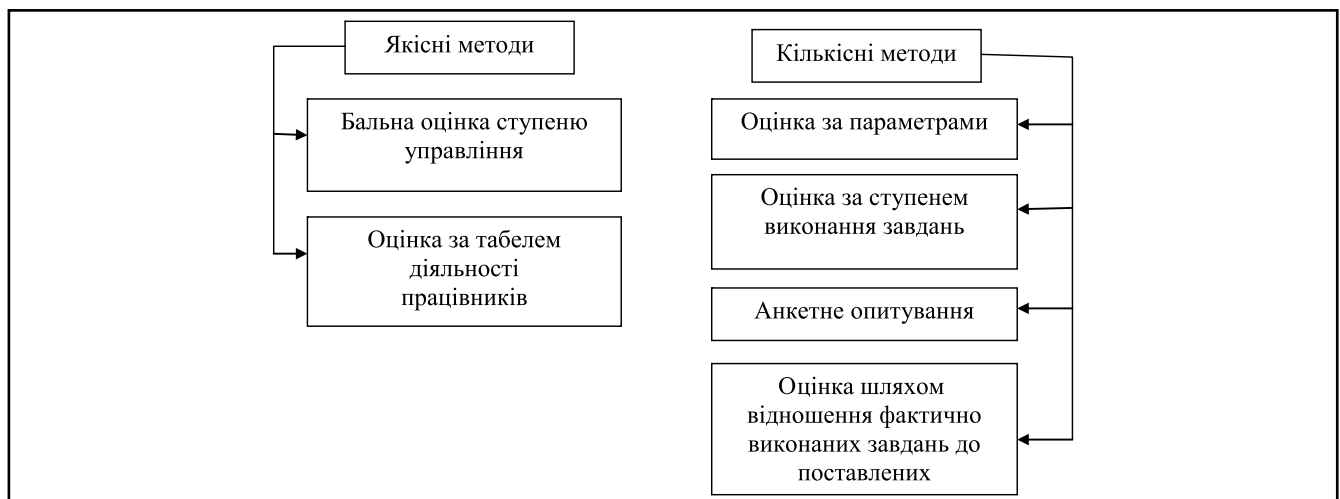 Якісні методи
Бальна оцінка ступеню
управління
Оцінка за табелем
діяльності
працівників
Кількісні методи
Оцінка за параметрами
Оцінка за ступенем
виконання завдань
Анкетне опитування
Оцінка шляхом
відношення фактично
виконаних завдань до
поставлених